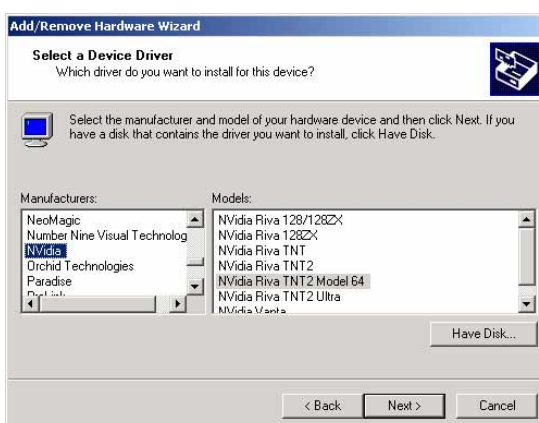 Add/Remove Hardware Wizard
Select a Device Driver
Which driver do you want to install for this device?
Select the manufacturer and model of your hardware device and then click Next. If you
have a disk that contains the driver you want to install, click Have Disk.
Manufacturers:
NeoMagic
Number Nine Visual Technolog
NVidia
Orchid Technologies
Paradise
Models:
NVidia Riva 128/128ZX
NVidia Riva 128ZX
NVidia Riva TNT
NVidia Riva TNT2
NVidia Riva TNT2 Model 64
NVidia Riva TNT2 Ultra
NVidia Vanta
Have Disk...
< Back
Next >
Cancel